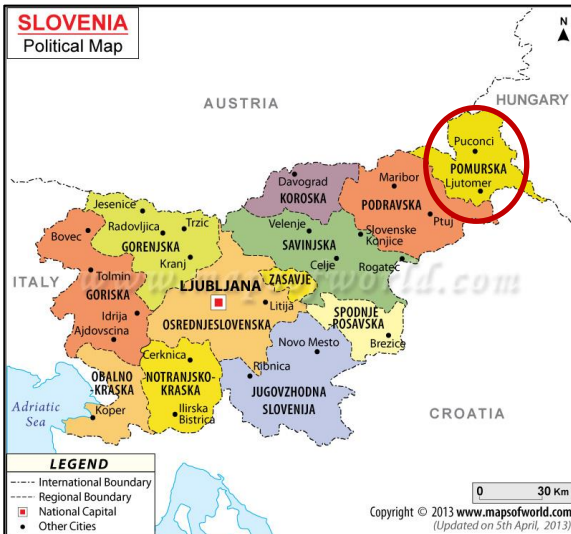 SLOVENIA
Political Map
N
AUSTRIA
HUNGARY
Puconci
POMURSKA
Ljutomer
Maribor
PODRAVSKA
Ptuj
Davograd
KOROSKA
Jesenice
Radovljica
Trzic
GORENJSKA
Kranj
Bovec
Velenje
SAVINJSKA
Slovenske
Konjice
Celje
Rogatec
ITALY
Tolmin
GORISKA
Idrija
Ajdovscina
www.mapsofworld.com
LJUBLJANA
ZASAVJE
Litija
OSREDNJESLOVENSKA
SPODNJE-
POSAVSKA
Brezice
Novo Mesto
Cerknica
Ribnica
OBALNO
-KRASKA
NOTRANJSKO-
KRASKA
JUGOVZHODNA
SLOVENIJA
Adriatic
Sea
Koper
Ilirska
Bistrica
CROATIA
LEGEND
International Boundary
Regional Boundary
National Capital
Other Cities
0 30 Km
Copyright © 2013 www.mapsofworld.com
(Updated on 5th April, 2013)